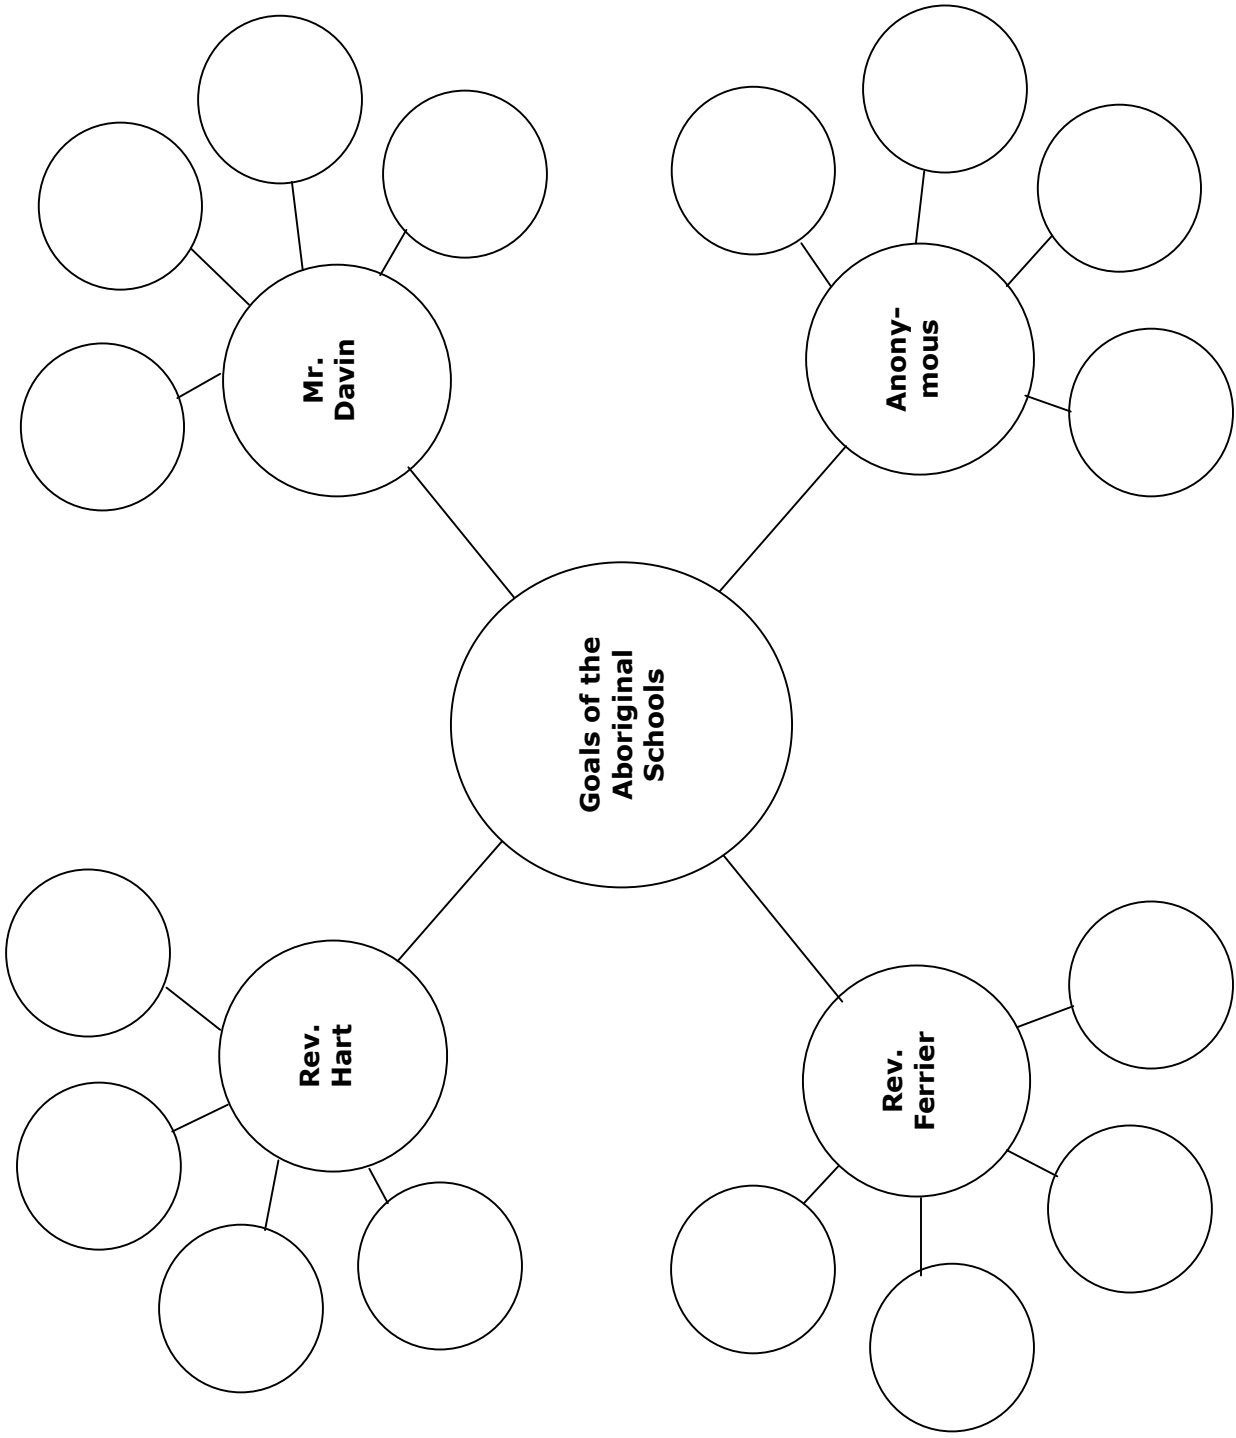 Mr.
Davin
Anony-
mous
Goals of the
Aboriginal
Schools
Rev.
Hart
Rev.
Ferrier